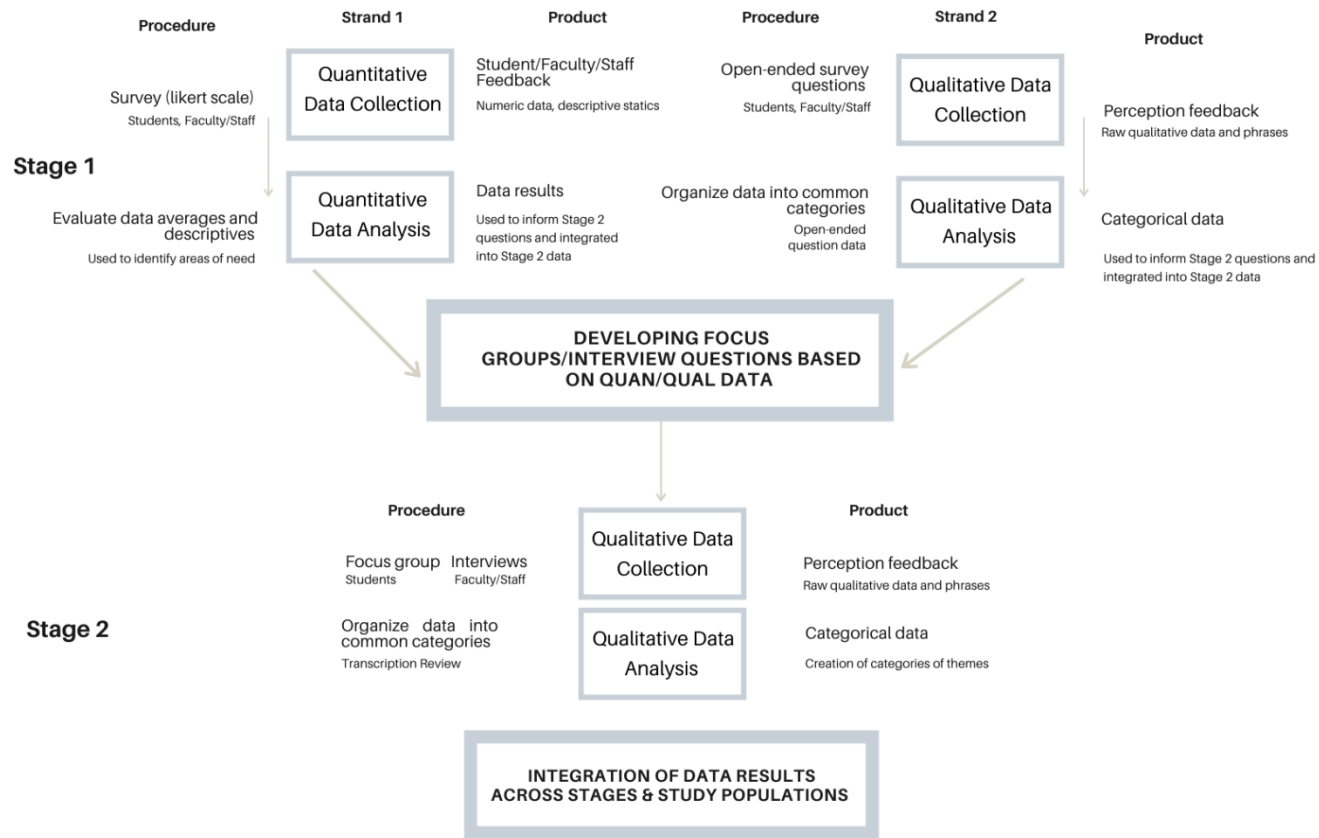 Procedure
Strand 1
Product
Procedure
Strand 2
Product
Stage 1
Survey (likert scale)
Students, Faculty/Staff
Quantitative
Data Collection
Student/Faculty/Staff
Feedback
Numeric data, descriptive statics
Open-ended survey
questions
Students, Faculty/Staff
Qualitative Data
Collection
Perception feedback
Raw qualitative data and phrases
Evaluate data averages and
descriptives
Used to identify areas of need
Quantitative
Data Analysis
Data results
Used to inform Stage 2
questions and integrated
into Stage 2 data
Organize data into common
categories
Open-ended
question data
Qualitative Data
Analysis
Categorical data
Used to inform Stage 2 questions and
integrated into Stage 2 data
DEVELOPING FOCUS
GROUPS/INTERVIEW QUESTIONS BASED
ON QUAN/QUAL DATA
Procedure
Product
Stage 2
Focus group Interviews
Students Faculty/Staff
Qualitative Data
Collection
Perception feedback
Raw qualitative data and phrases
Organize data into
common categories
Transcription Review
Qualitative Data
Analysis
Categorical data
Creation of categories of themes
INTEGRATION OF DATA RESULTS
ACROSS STAGES & STUDY POPULATIONS